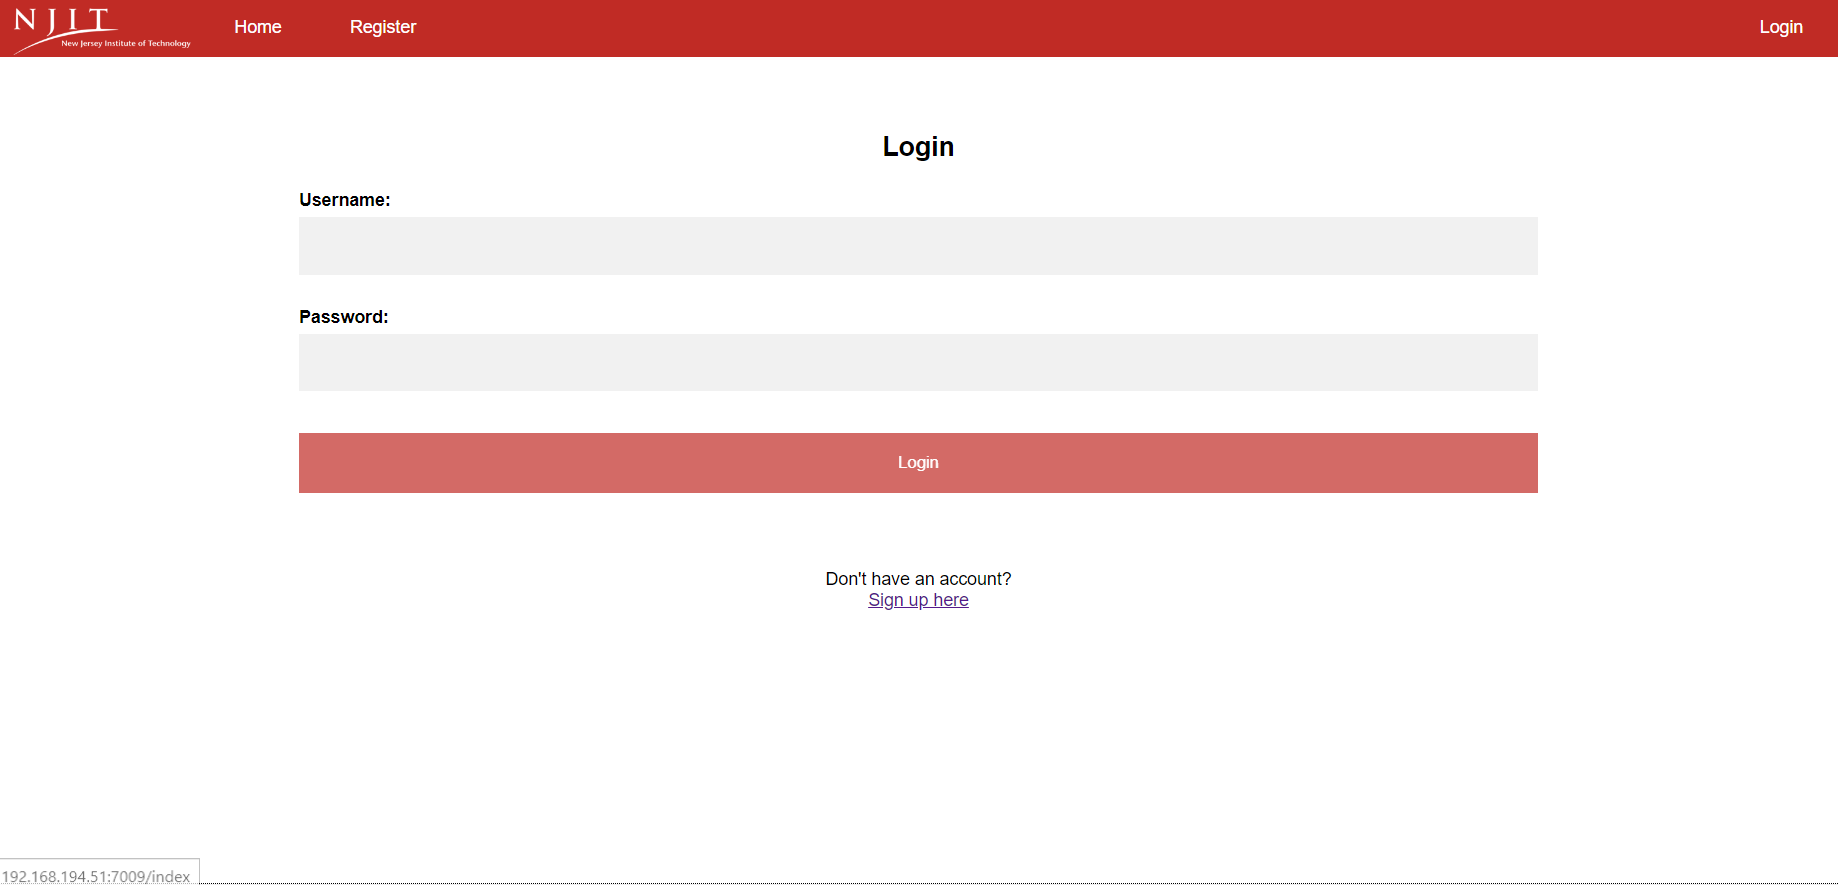 NJIT
New Jersey Institute of Technology
Home
Register
Login
Login
Username:
Password:
Login
Don't have an account?
Sign up here
192.168.194.51:7009/index